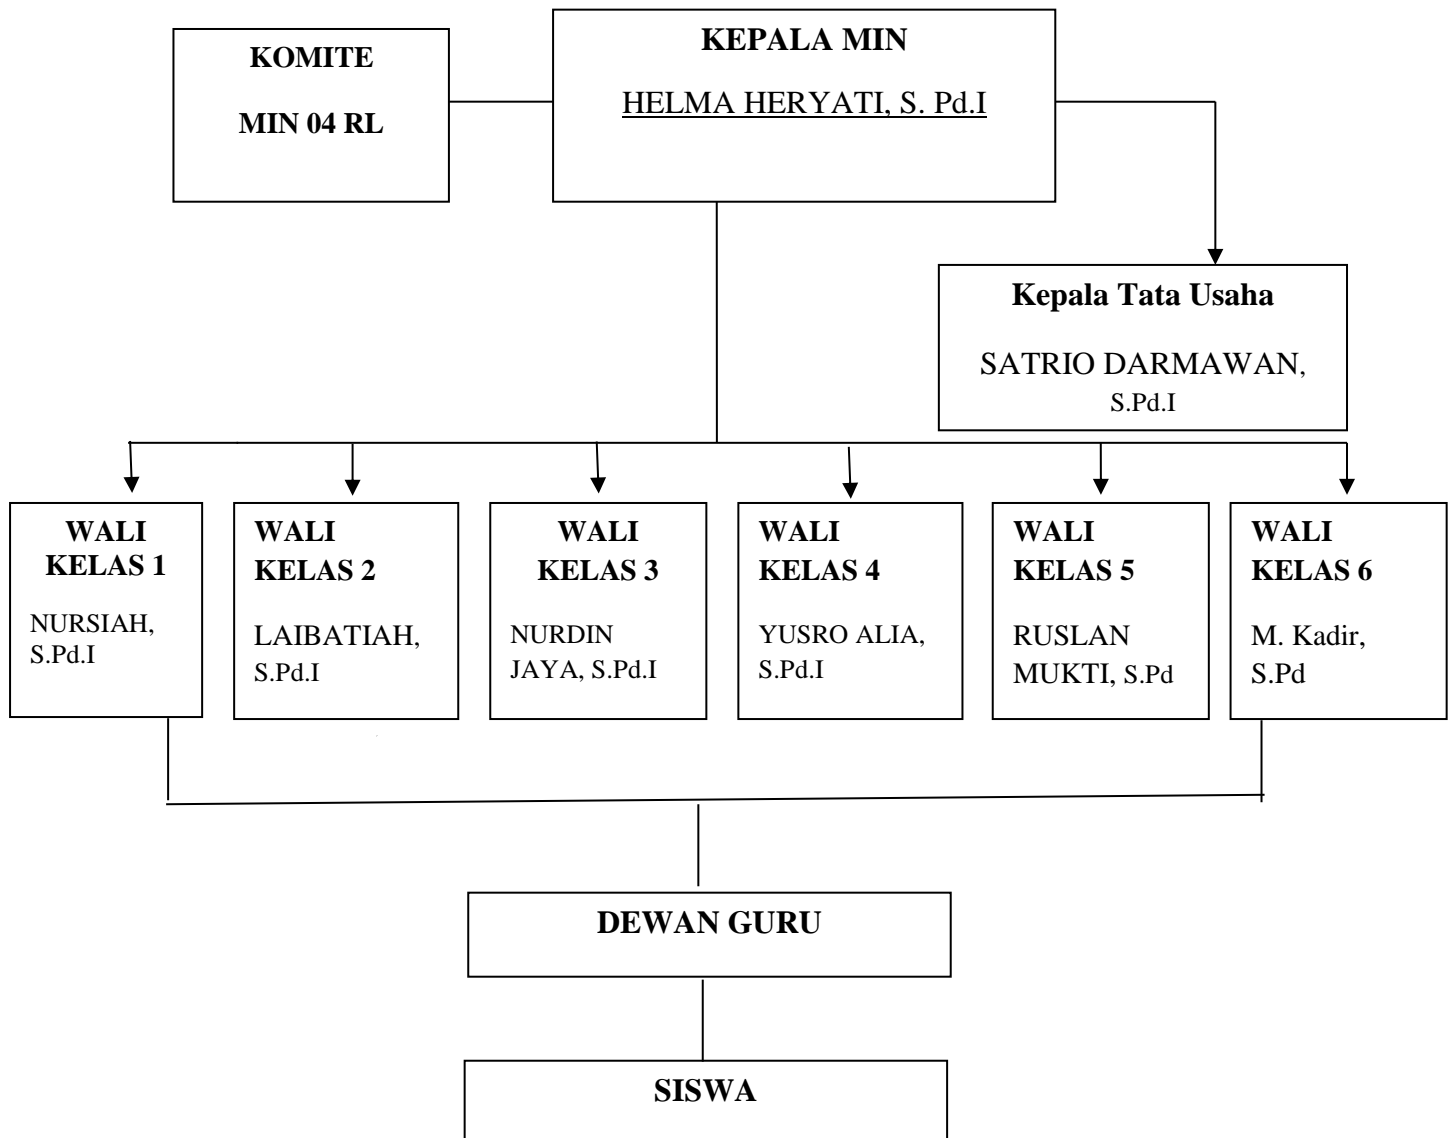 KOMITE
MIN 04 RL
KEPALA MIN
HELMA HERYATI, S. Pd.I
Kepala Tata Usaha
SATRIO DARMAWAN,
S.Pd.I
WALI
KELAS 1
NURSIAH,
S.Pd.I
WALI
KELAS 2
LAIBATIAH,
S.Pd.I
WALI
KELAS 3
NURDIN
JAYA, S.Pd.I
WALI
KELAS 4
YUSRO ALIA,
S.Pd.I
WALI
KELAS 5
RUSLAN
MUKTI, S.Pd
WALI
KELAS 6
M. Kadir,
S.Pd
DEWAN GURU
SISWA